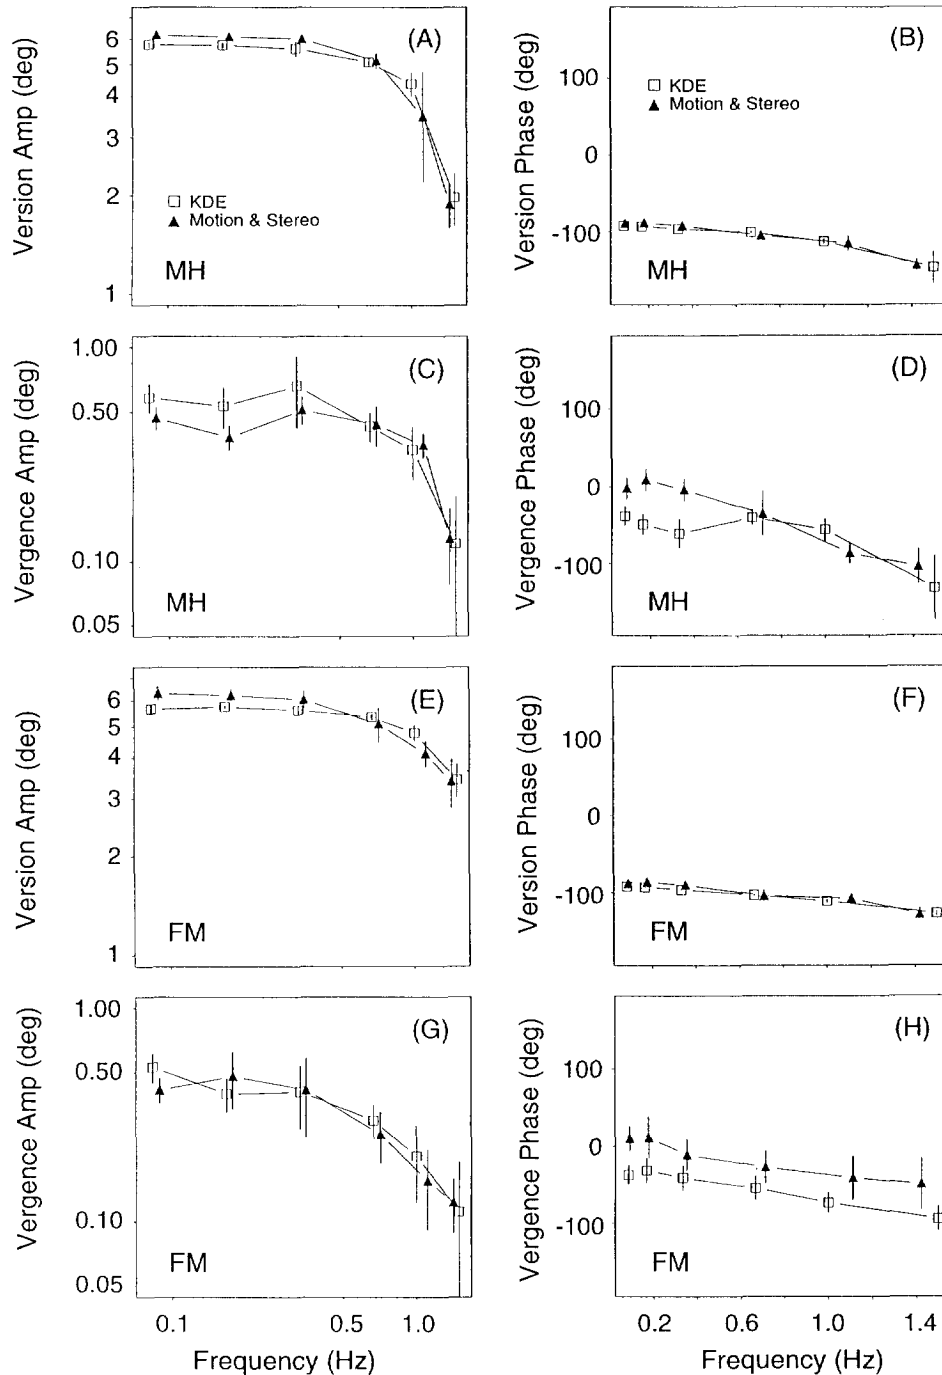 Version Amp (deg)
6
5
4
3
2
1
(A)
KDE
Motion & Stereo
MH
Version Phase (deg)
100
0
-100
(B)
KDE
Motion & Stereo
MH
Vergence Amp (deg)
1.00
0.50
0.10
0.05
(C)
MH
Vergence Phase (deg)
100
0
-100
(D)
MH
Version Amp (deg)
6
5
4
3
2
1
(E)
FM
Version Phase (deg)
100
0
-100
(F)
FM
Vergence Amp (deg)
1.00
0.50
0.10
0.05
(G)
FM
0.1 0.5 1.0
Frequency (Hz)
Vergence Phase (deg)
100
0
-100
(H)
FM
0.2 0.6 1.0 1.4
Frequency (Hz)